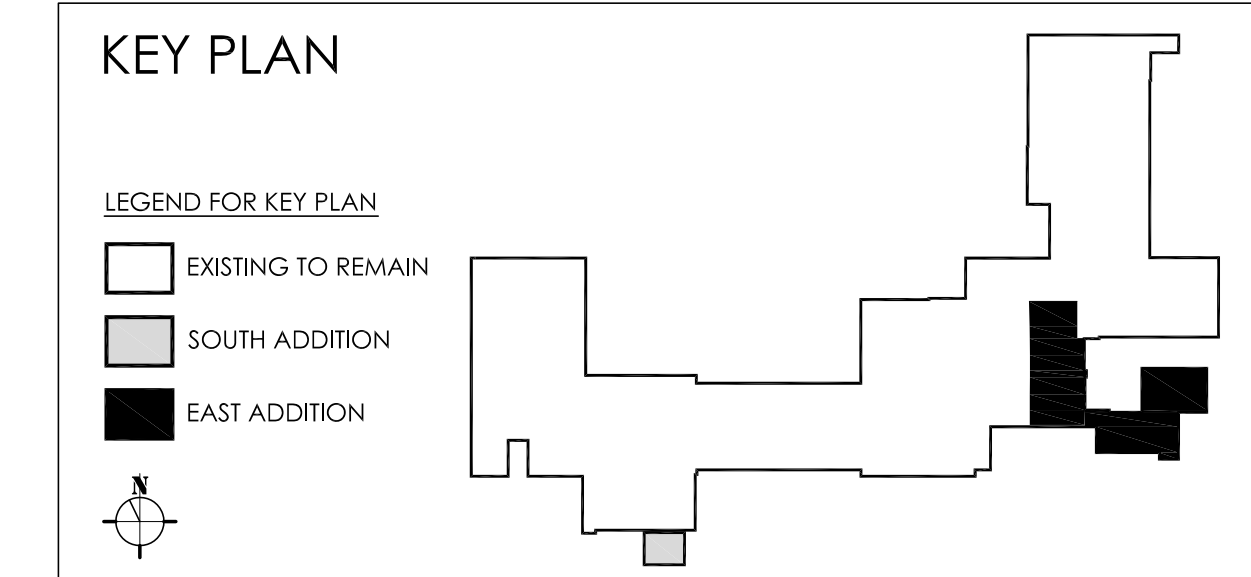 KEY PLAN
LEGEND FOR KEY PLAN
EXISTING TO REMAIN
SOUTH ADDITION
EAST ADDITION
N